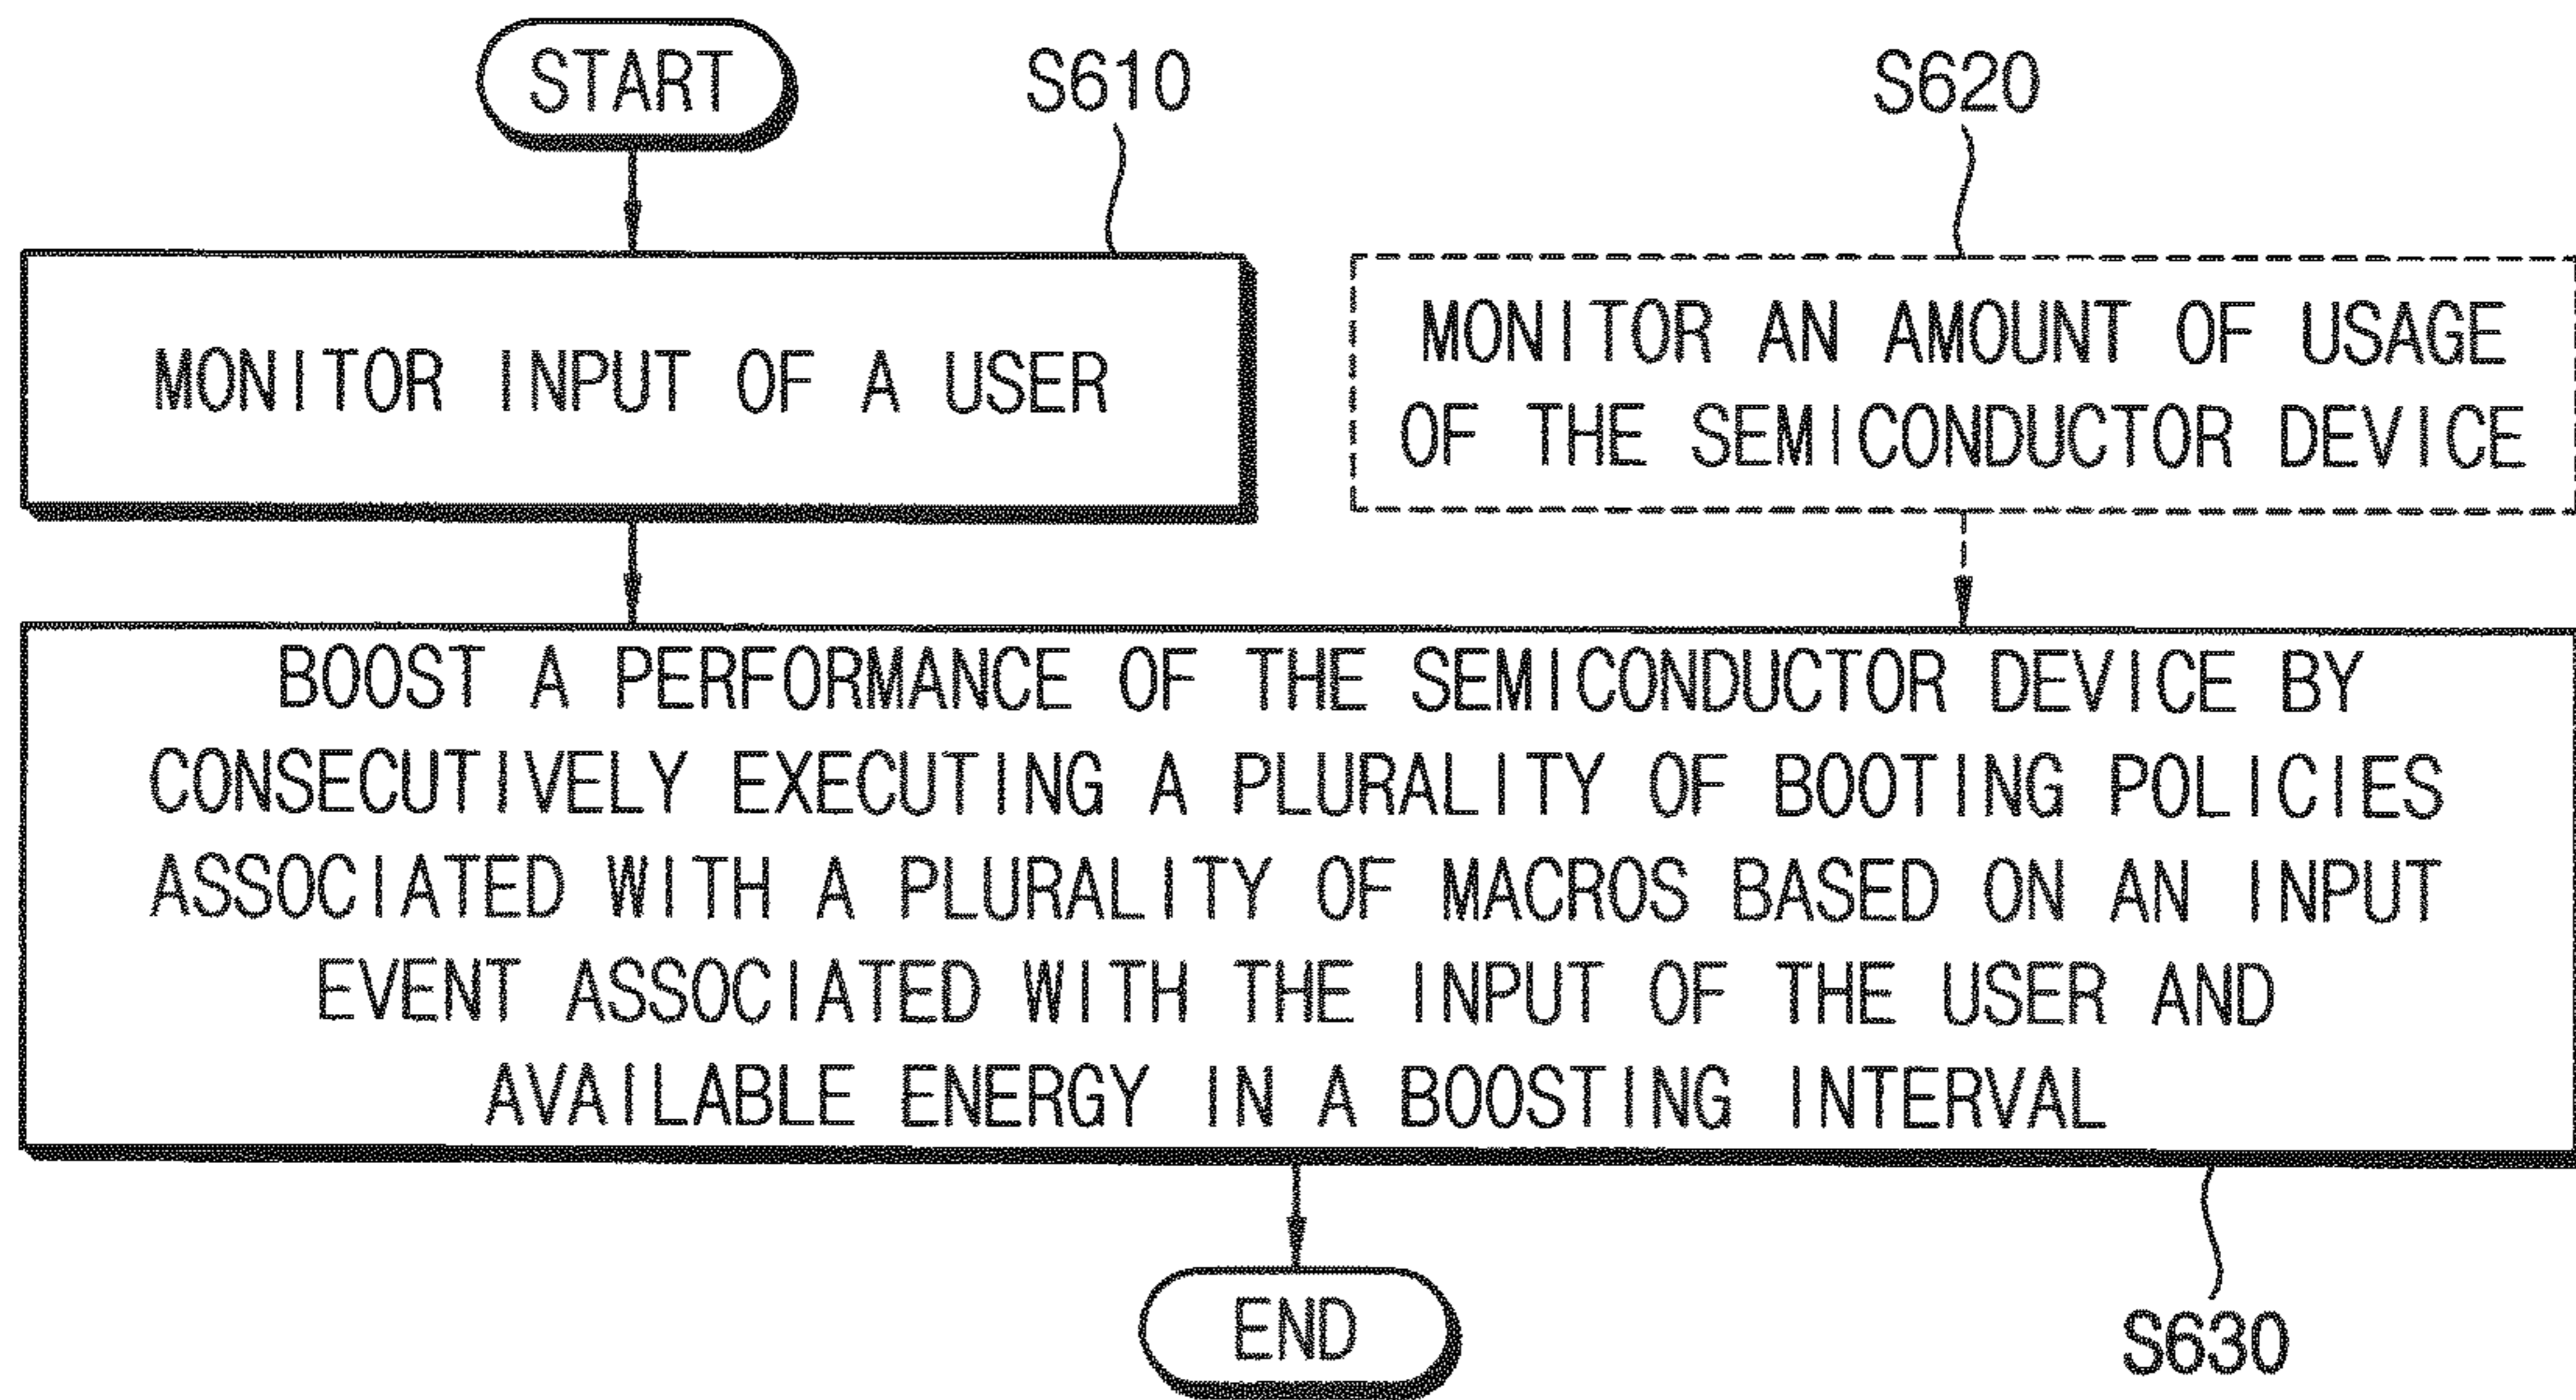 START
S610
S620
MONITOR INPUT OF A USER
MONITOR AN AMOUNT OF USAGE
OF THE SEMICONDUCTOR DEVICE
BOOST A PERFORMANCE OF THE SEMICONDUCTOR DEVICE BY
CONSECUTIVELY EXECUTING A PLURALITY OF BOOTING POLICIES
ASSOCIATED WITH A PLURALITY OF MACROS BASED ON AN INPUT
EVENT ASSOCIATED WITH THE INPUT OF THE USER AND
AVAILABLE ENERGY IN A BOOSTING INTERVAL
END
S630